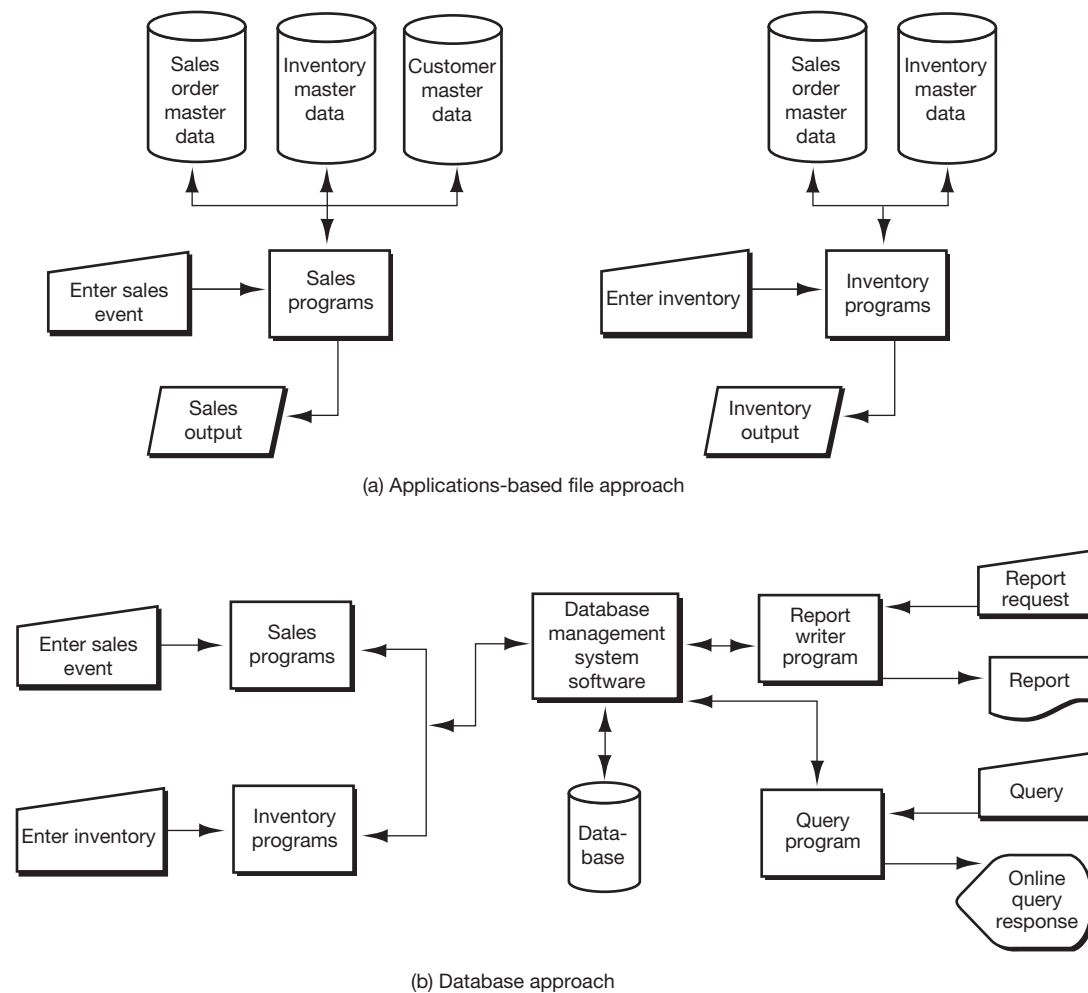 Sales
order
master
data
Inventory
master
data
Customer
master
data
Sales
order
master
data
Inventory
master
data
Enter sales
event
Sales
programs
Enter inventory
Inventory
programs
Sales
output
Inventory
output
(a) Applications-based file approach
Enter sales
event
Sales
programs
Database
management
system
software
Report
writer
program
Report
request
Report
Enter inventory
Inventory
programs
Data-
base
Query
program
Query
Online
query
response
(b) Database approach